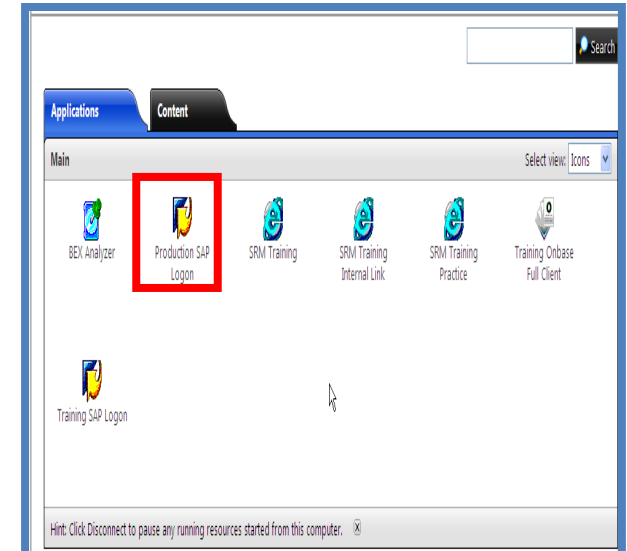 Search
Applications
Content
Main
Select view: Icons
BEX Analyzer
Production SAP
Logon
SRM Training
SRM Training
Internal Link
SRM Training
Practice
Training Onbase
Full Client
Training SAP Logon
Hint: Click Disconnect to pause any running resources started from this computer.